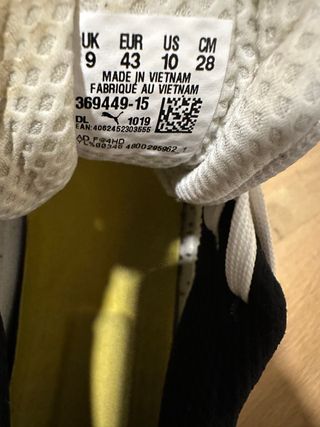 UK EUR US CM
9 43 10 28
MADE IN VIETNAM
FABRIQUÉ AU VIETNAM
369449-15
DL 1019
EAN:4062452303555